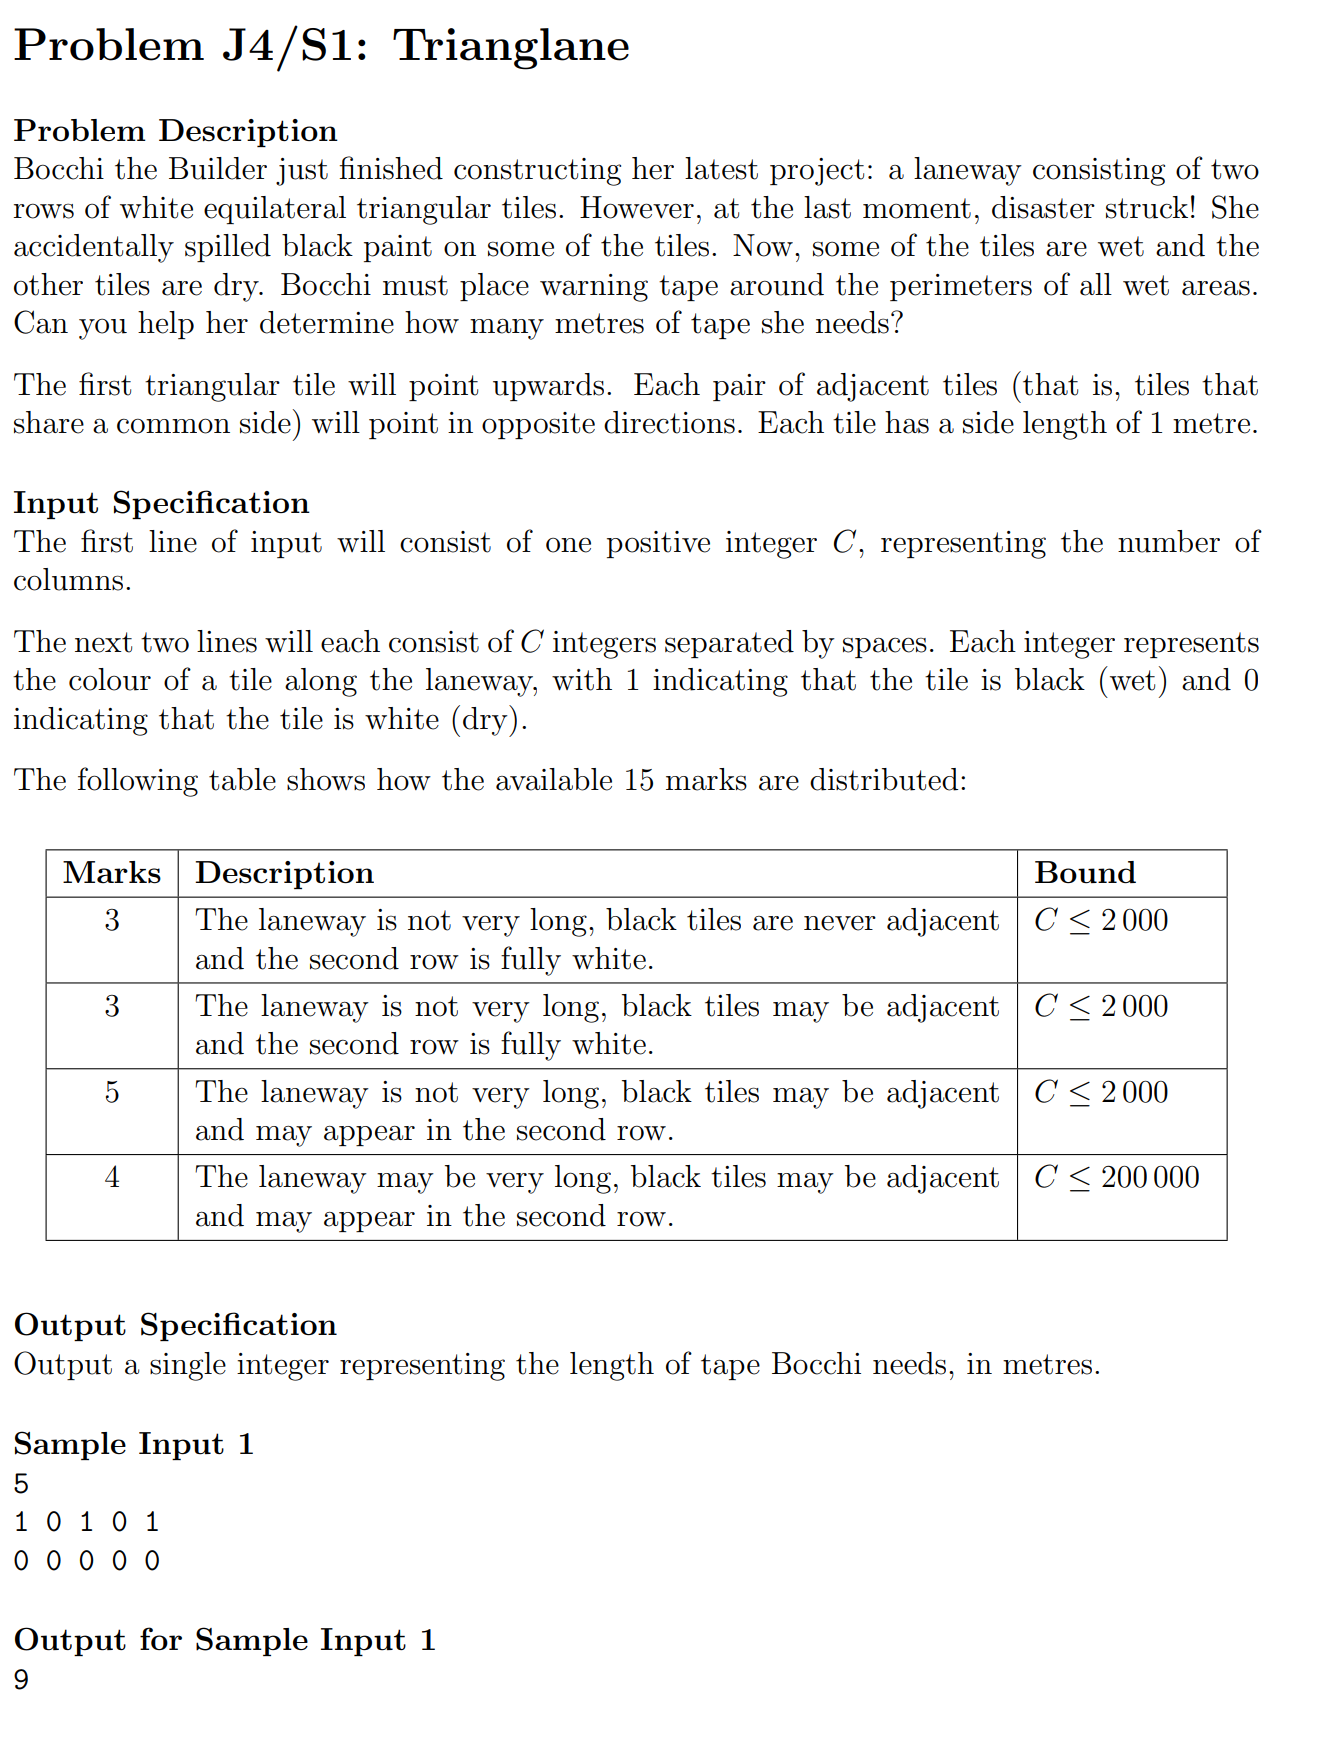 Problem J4/S1: Trianglane
Problem Description
Bocchi the Builder just finished constructing her latest project: a laneway consisting of two
rows of white equilateral triangular tiles. However, at the last moment, disaster struck! She
accidentally spilled black paint on some of the tiles. Now, some of the tiles are wet and the
other tiles are dry. Bocchi must place warning tape around the perimeters of all wet areas.
Can you help her determine how many metres of tape she needs?
The first triangular tile will point upwards. Each pair of adjacent tiles (that is, tiles that
share a common side) will point in opposite directions. Each tile has a side length of 1 metre.
Input Specification
The first line of input will consist of one positive integer C, representing the number of
columns.
The next two lines will each consist of C integers separated by spaces. Each integer represents
the colour of a tile along the laneway, with 1 indicating that the tile is black (wet) and 0
indicating that the tile is white (dry).
The following table shows how the available 15 marks are distributed:
Marks Description Bound
3 The laneway is not very long, black tiles are never adjacent C ≤ 2 000
and the second row is fully white.
3 The laneway is not very long, black tiles may be adjacent C ≤ 2 000
and the second row is fully white.
5 The laneway is not very long, black tiles may be adjacent C ≤ 2 000
and may appear in the second row.
4 The laneway may be very long, black tiles may be adjacent C ≤ 200 000
and may appear in the second row.
Output Specification
Output a single integer representing the length of tape Bocchi needs, in metres.
Sample Input 1
5
1 0 1 0 1
0 0 0 0 0
Output for Sample Input 1
9